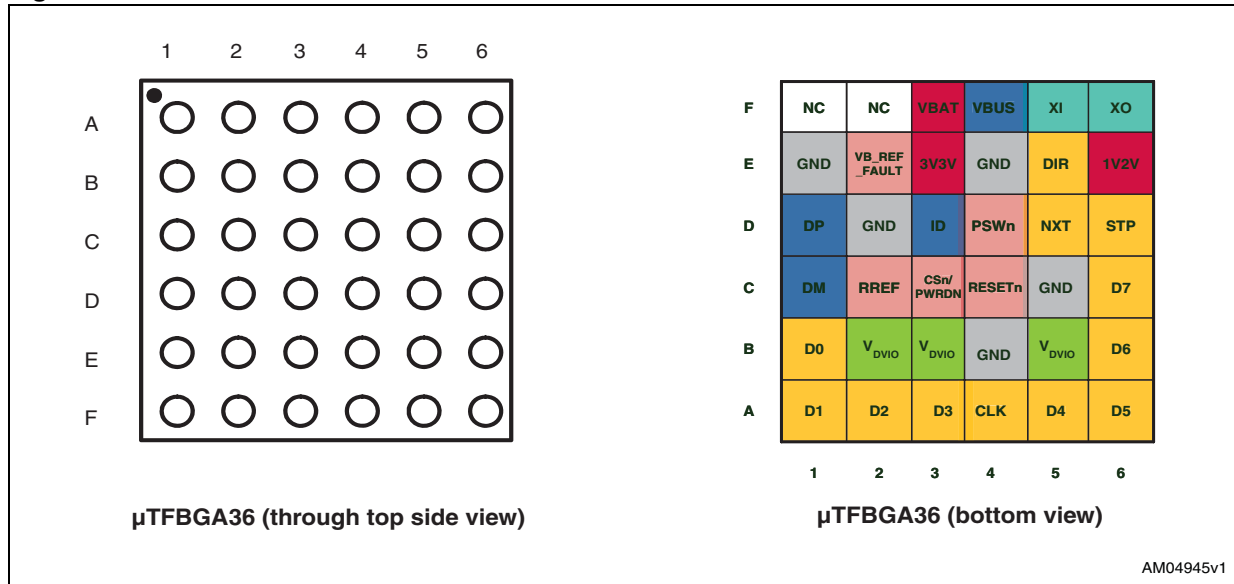 1 2 3 4 5 6
A
B
C
D
E
F
µTFBGA36 (through top side view)
F NC NC VBAT VBUS XI XO
E GND VB_REF _FAULT 3V3V GND DIR 1V2V
D DP GND ID PSWn NXT STP
C DM RREF CSn/ PWRDN RESETn GND D7
B D0 VDVIO VDVIO GND VDVIO D6
A D1 D2 D3 CLK D4 D5
1 2 3 4 5 6
µTFBGA36 (bottom view)
AM04945v1